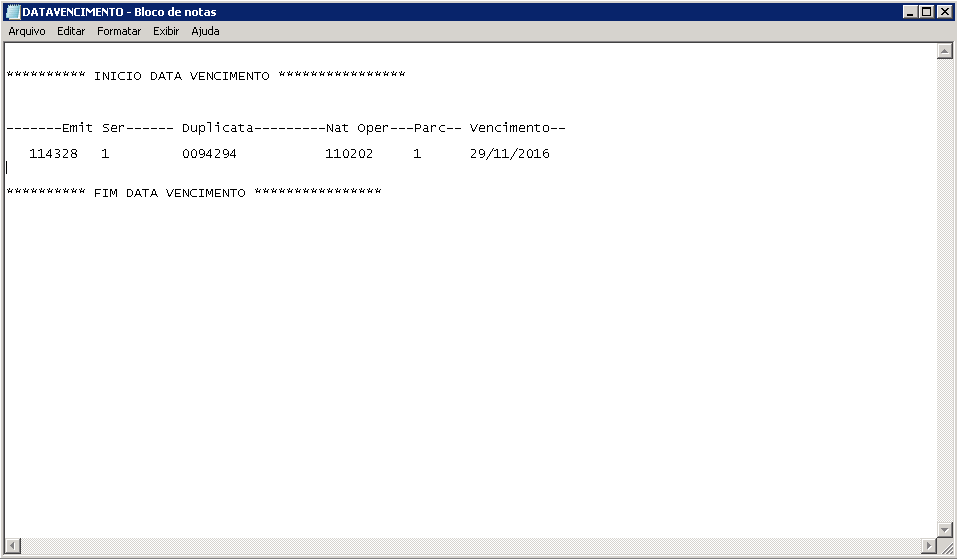 DATAVENCIMENTO - Bloco de notas
Arquivo Editar Formatar Exibir Ajuda
********** INICIO DATA VENCIMENTO ****************
-------Emit Ser------ Duplicata---------Nat Oper---Parc-- Vencimento--
114328 1 0094294 110202 1 29/11/2016
********** FIM DATA VENCIMENTO ****************